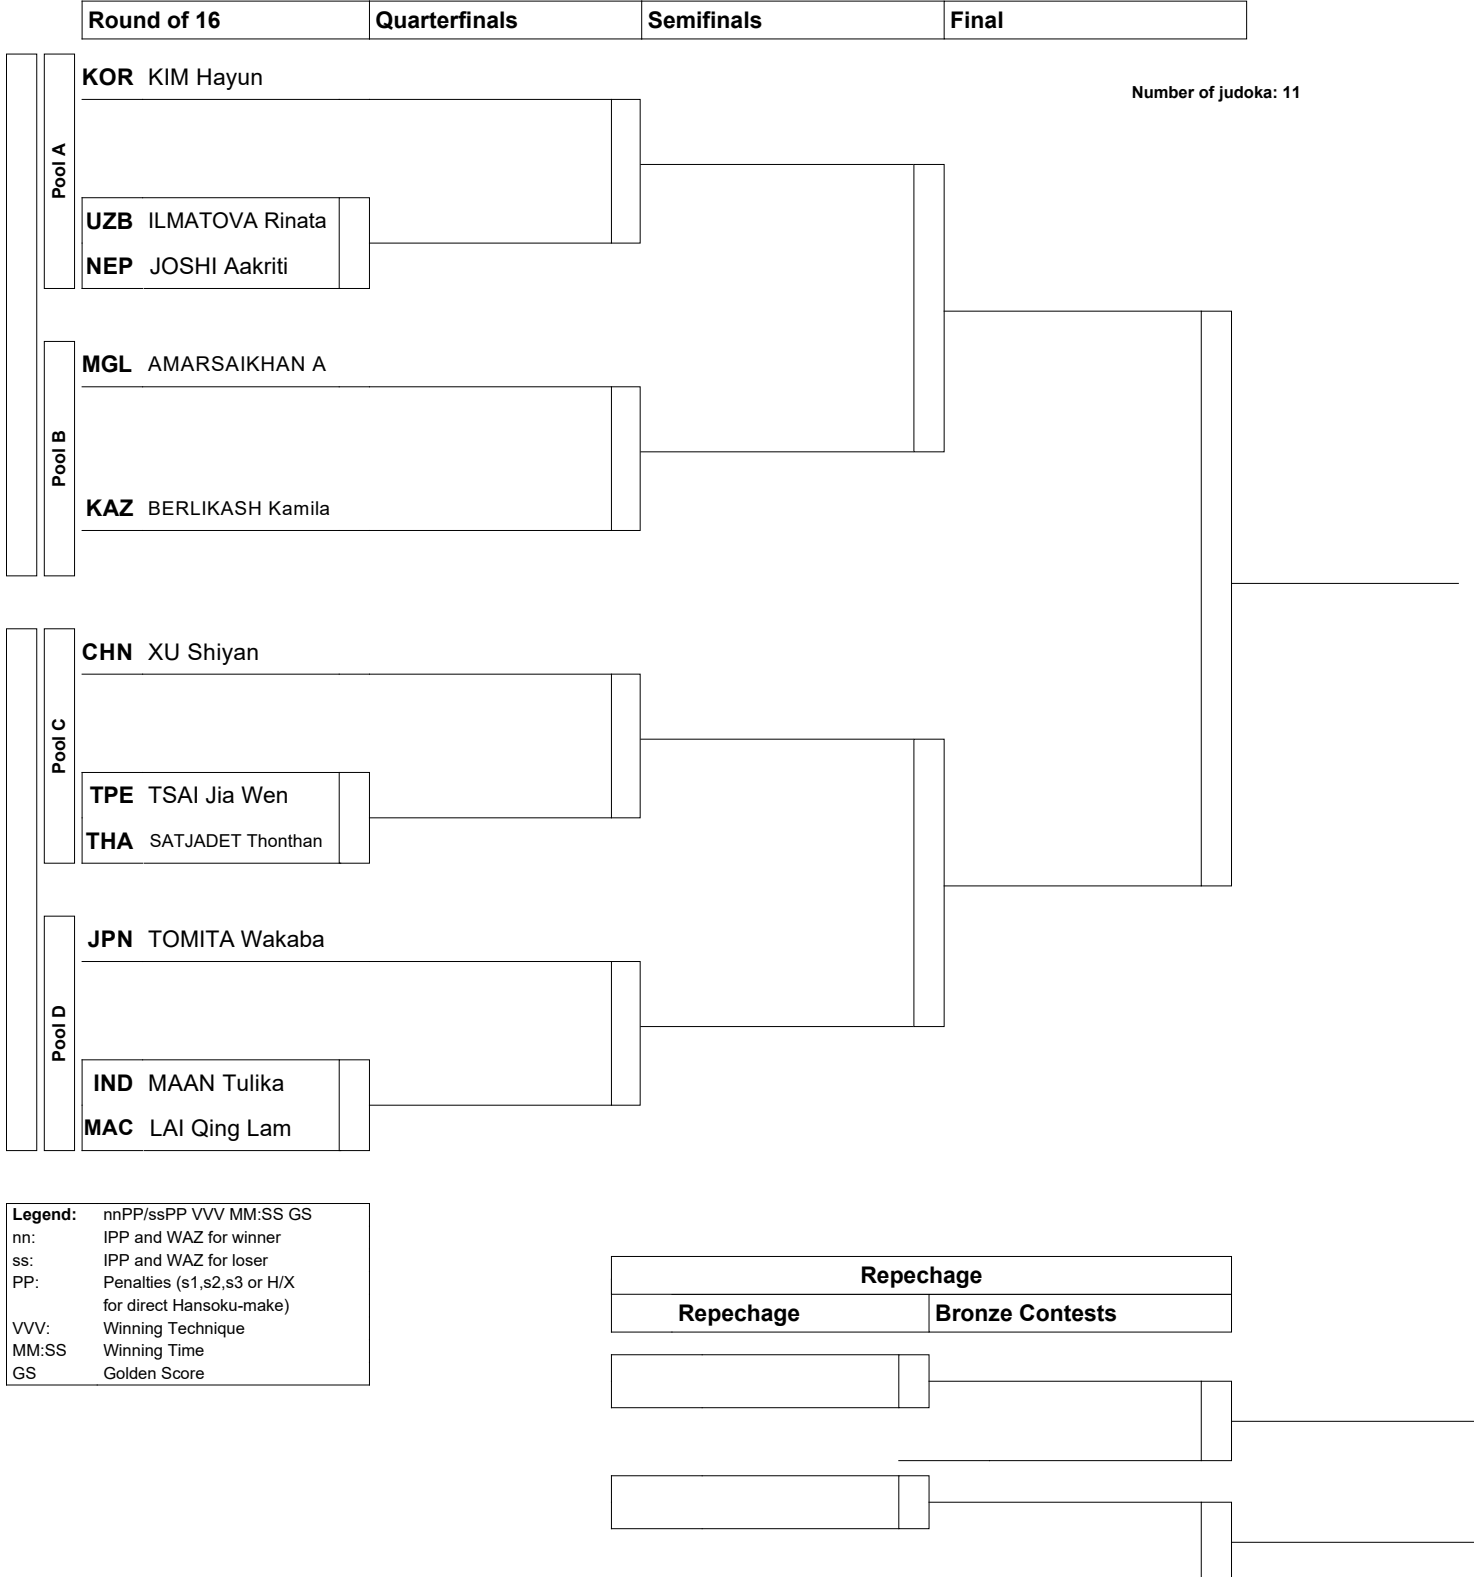 Round of 16 Quarterfinals Semifinals Final
Number of judoka: 11
Pool A
KOR KIM Hayun
UZB ILMATOVA Rinata
NEP JOSHI Aakriti
Pool B
MGL AMARSAIKHAN A
KAZ BERLIKASH Kamila
Pool C
CHN XU Shiyan
TPE TSAI Jia Wen
THA SATJADET Thonthan
Pool D
JPN TOMITA Wakaba
IND MAAN Tulika
MAC LAI Qing Lam
Legend: nnPP/ssPP VVV MM:SS GS
nn: IPP and WAZ for winner
ss: IPP and WAZ for loser
PP: Penalties (s1,s2,s3 or H/X
for direct Hansoku-make)
VVV: Winning Technique
MM:SS Winning Time
GS Golden Score
Repechage
Repechage Bronze Contests